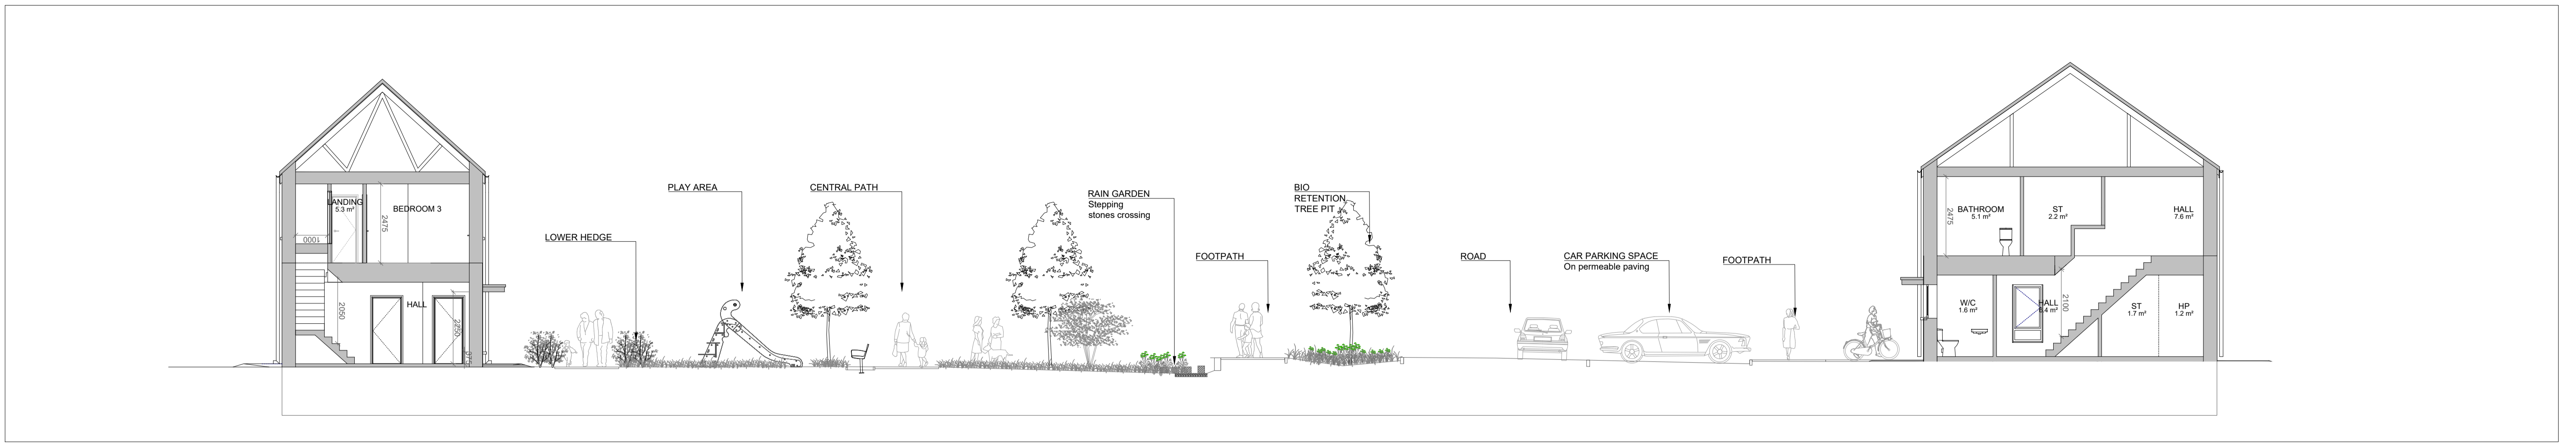 LANDING
5.3 m²
BEDROOM 3
2475
1000
HALL
2050
LOWER HEDGE
PLAY AREA
CENTRAL PATH
RAIN GARDEN
Stepping
stones crossing
FOOTPATH
BIO
RETENTION
TREE PIT
ROAD
CAR PARKING SPACE
On permeable paving
FOOTPATH
BATHROOM
5.1 m²
2475
ST
2.2 m²
HALL
7.6 m²
W/C
1.6 m²
HALL
6.4 m²
2100
ST
1.7 m²
HP
1.2 m²